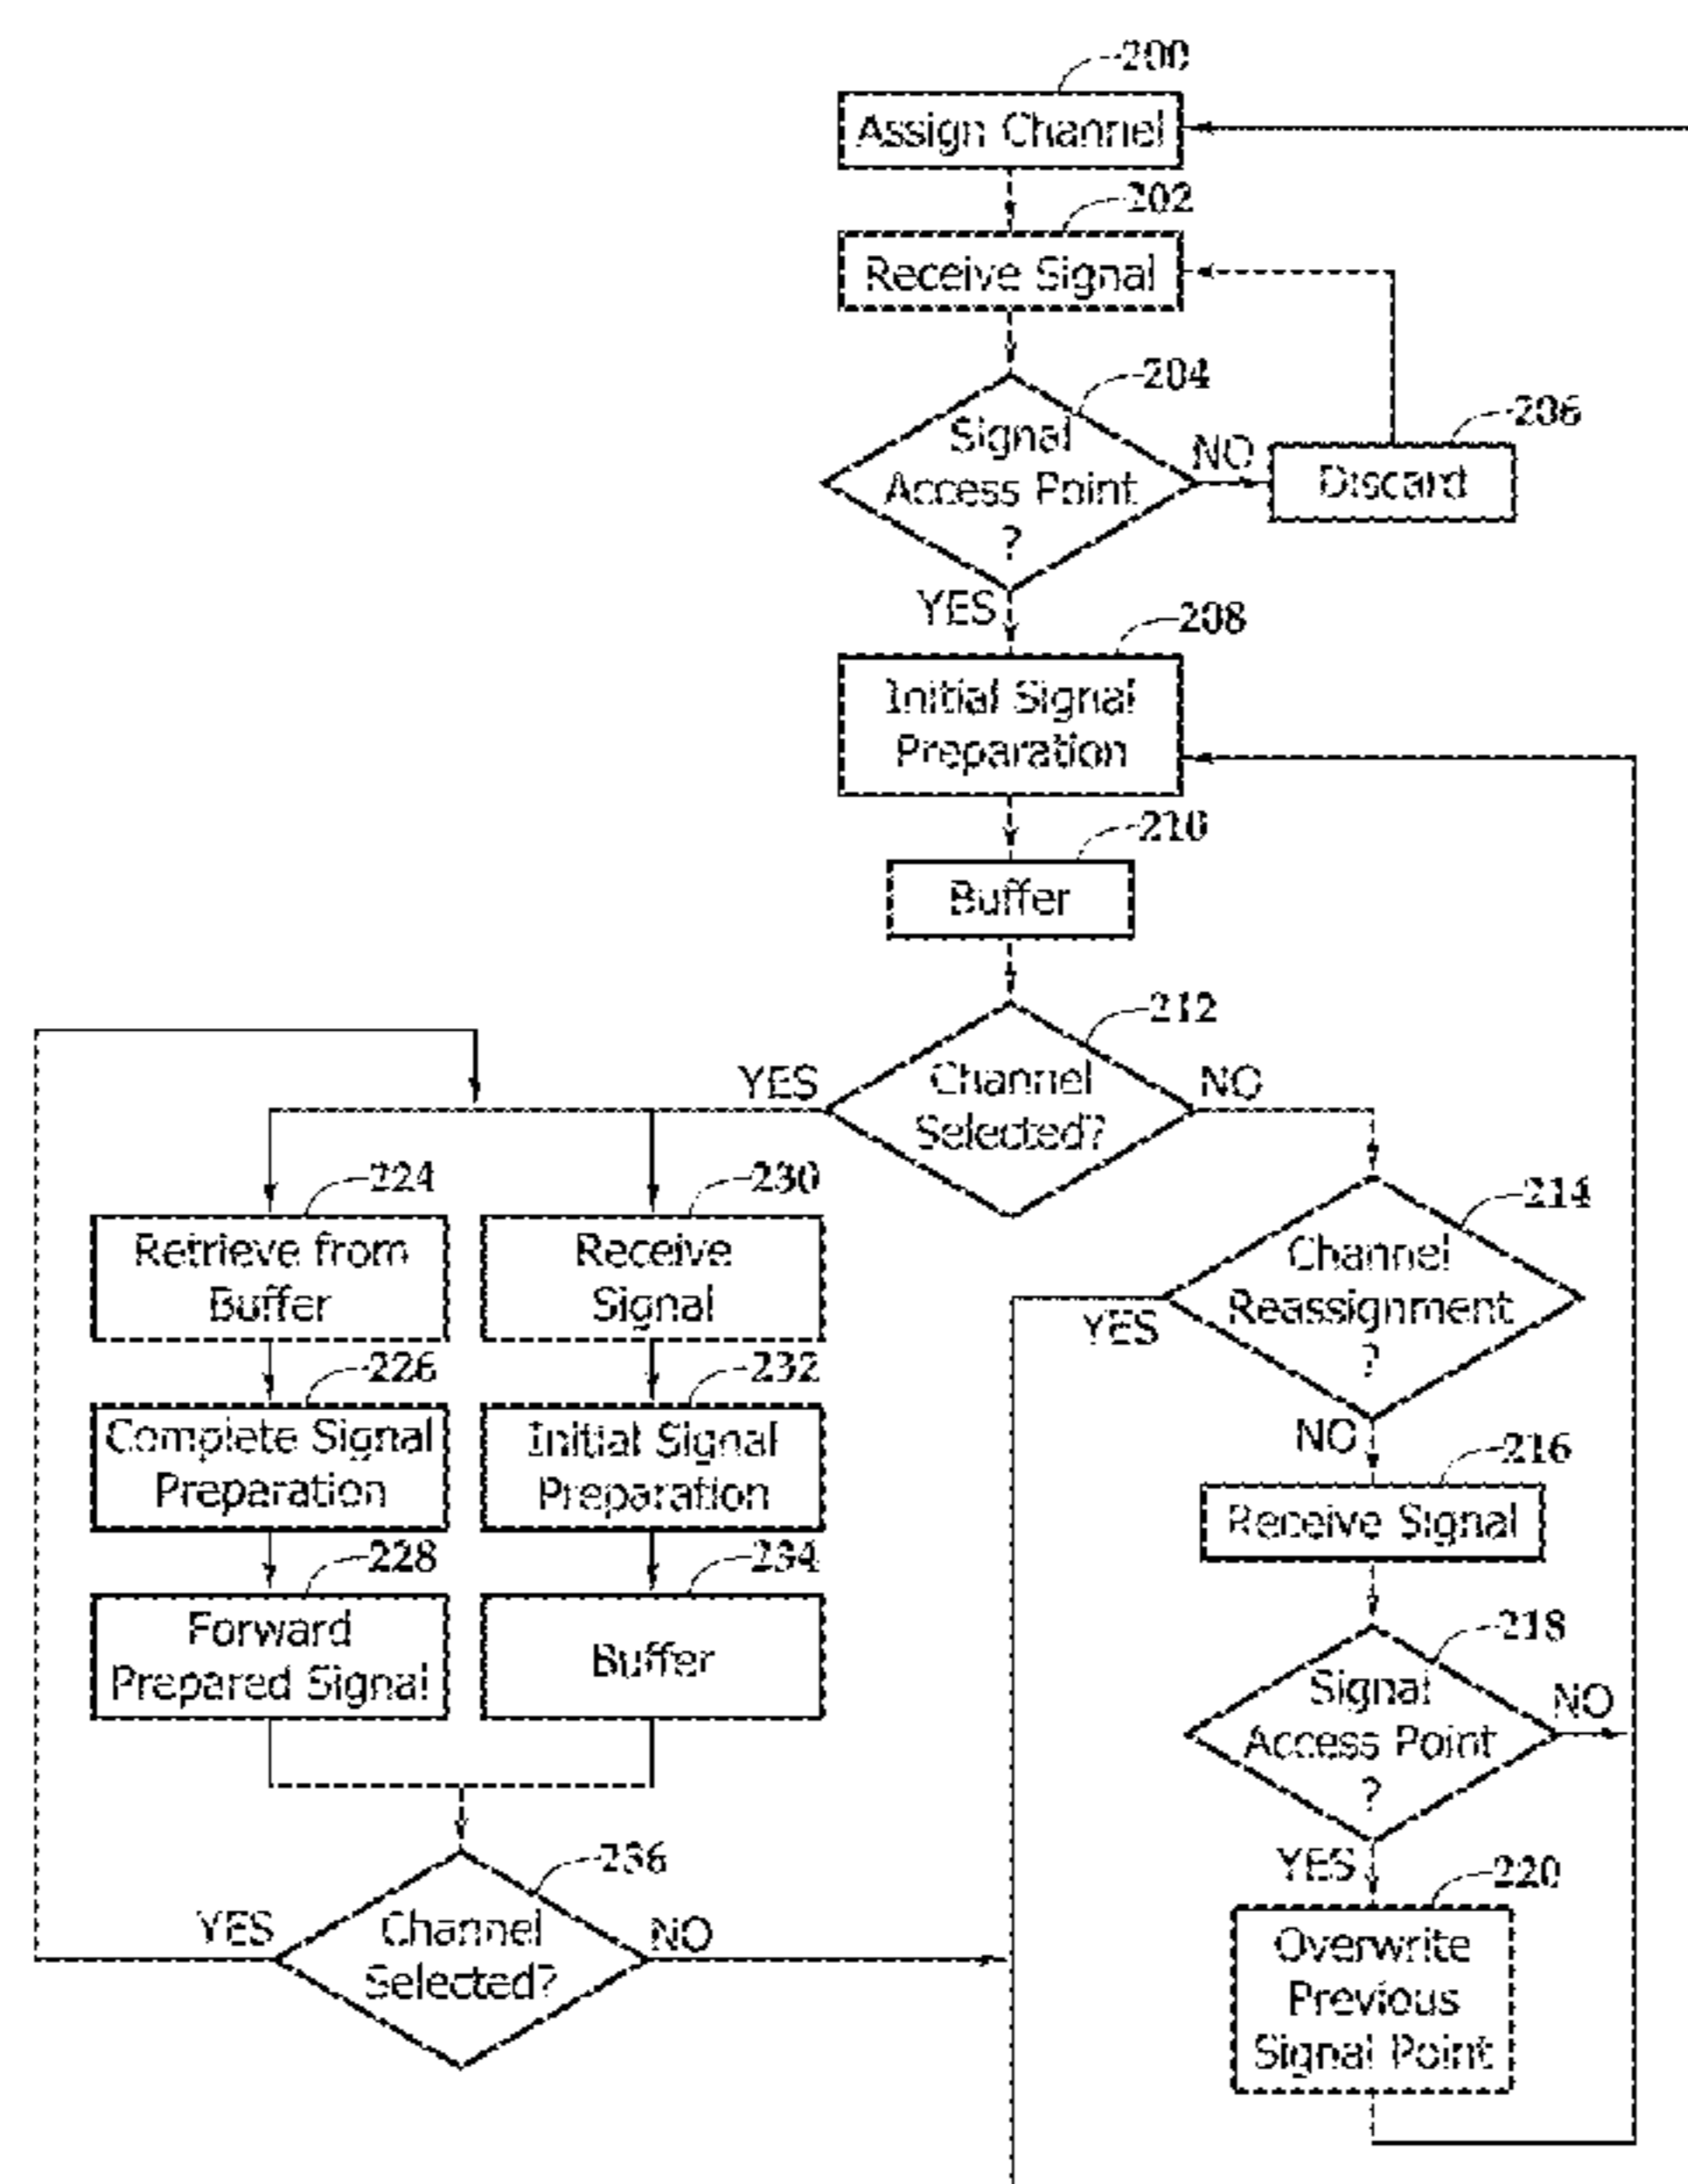 200
Assign Channel
202
Receive Signal
204
Signal
Access Point
?
NO
206
Discard
YES
208
Initial Signal
Preparation
210
Buffer
212
Channel
Selected?
YES
NO
214
Channel
Reassignment
?
YES
NO
224
Retrieve from
Buffer
230
Receive
Signal
226
Complete Signal
Preparation
232
Initial Signal
Preparation
228
Forward
Prepared Signal
234
Buffer
216
Receive Signal
218
Signal
Access Point
?
NO
YES
220
Overwrite
Previous
Signal Point
236
Channel
Selected?
YES
NO